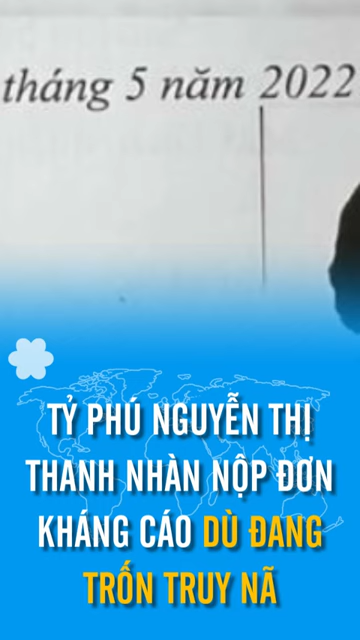 tháng 5 năm 2022
TỶ PHÚ NGUYỄN THỊ
THANH NHÀN NỘP ĐƠN
KHÁNG CÁO DÙ ĐANG
TRỐN TRUY NÃ